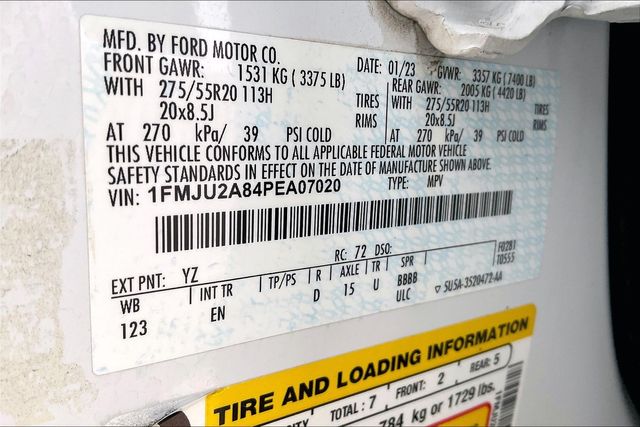 MFD. BY FORD MOTOR CO.
DATE: 01/23 GVWR: 3357 KG (7400 LB)
FRONT GAWR: 1531 KG (3375 LB)
REAR GAWR: 2005 KG (4420 LB)
WITH 275/55R20 113H TIRES
WITH 275/55R20 113H TIRES
20x8.5J RIMS
20x8.5J RIMS
AT 270 kPa/ 39 PSI COLD
AT 270 kPa/ 39 PSI COLD
THIS VEHICLE CONFORMS TO ALL APPLICABLE FEDERAL MOTOR VEHICLE
SAFETY STANDARDS IN EFFECT ON THE DATE OF MANUFACTURE SHOWN ABOVE.
VIN: 1FMJU2A84PEA07020 TYPE: MPV
F0281
T0555
RC: 72 DSO:
EXT PNT: YZ
WB INT TR TP/PS R AXLE TR SPR
123 EN D 15 U BBBB
ULC
5U5A-3520472-AA
TIRE AND LOADING INFORMATION
TOTAL: 7 FRONT: 2 REAR: 5
784 kg or 1729 lbs.